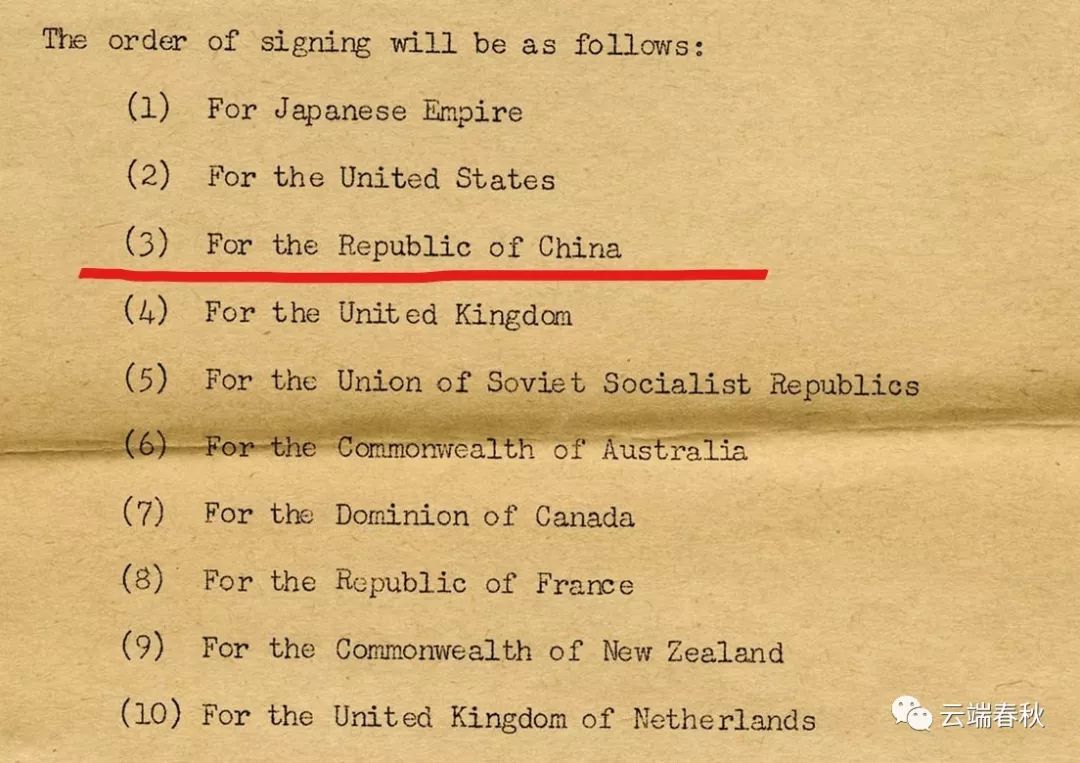 The order of signing will be as follows:
(1) For Japanese Empire
(2) For the United States
(3) For the Republic of China
(4) For the United Kingdom
(5) For the Union of Soviet Socialist Republics
(6) For the Commonwealth of Australia
(7) For the Dominion of Canada
(8) For the Republic of France
(9) For the Commonwealth of New Zealand
(10) For the United Kingdom of Netherlands
云端春秋